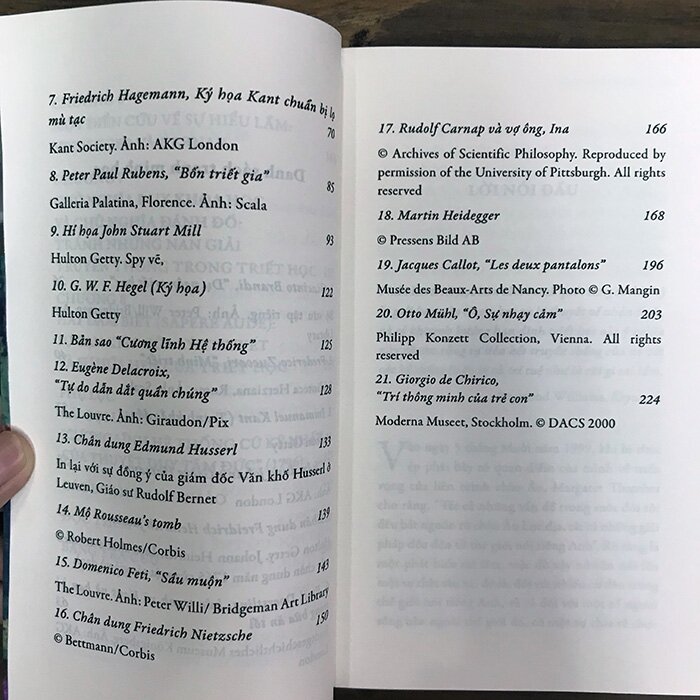 7. Friedrich Hagemann, Ký họa Kant chuẩn bị lọ
mù tạc 70
Kant Society. Ảnh: AKG London
8. Peter Paul Rubens, “Bốn triết gia” 85
Galleria Palatina, Florence. Ảnh: Scala
9. Hí họa John Stuart Mill 93
Hulton Getty. Spy vẽ,
10. G. W. F. Hegel (Ký họa) 122
Hulton Getty
11. Bản sao “Cương lĩnh Hệ thống” 125
12. Eugène Delacroix,
“Tự do dẫn dắt quần chúng” 128
The Louvre. Ảnh: Giraudon/Pix
13. Chân dung Edmund Husserl 133
In lại với sự đồng ý của giám đốc Văn khố Husserl ở
Leuven, Giáo sư Rudolf Bernet
14. Mộ Rousseau’s tomb 139
© Robert Holmes/Corbis
15. Domenico Feti, “Sầu muộn” 143
The Louvre. Ảnh: Peter Willi/ Bridgeman Art Library
16. Chân dung Friedrich Nietzsche 150
© Bettmann/Corbis
17. Rudolf Carnap và vợ ông, Ina 166
© Archives of Scientific Philosophy. Reproduced by
permission of the University of Pittsburgh. All rights
reserved
18. Martin Heidegger 168
© Pressens Bild AB
19. Jacques Callot, “Les deux pantalons” 196
Musée des Beaux-Arts de Nancy. Photo © G. Mangin
20. Otto Mühl, “Ô, Sự nhạy cảm” 203
Philipp Konzett Collection, Vienna. All rights
reserved
21. Giorgio de Chirico,
“Trí thông minh của trẻ con” 224
Moderna Museet, Stockholm. © DACS 2000